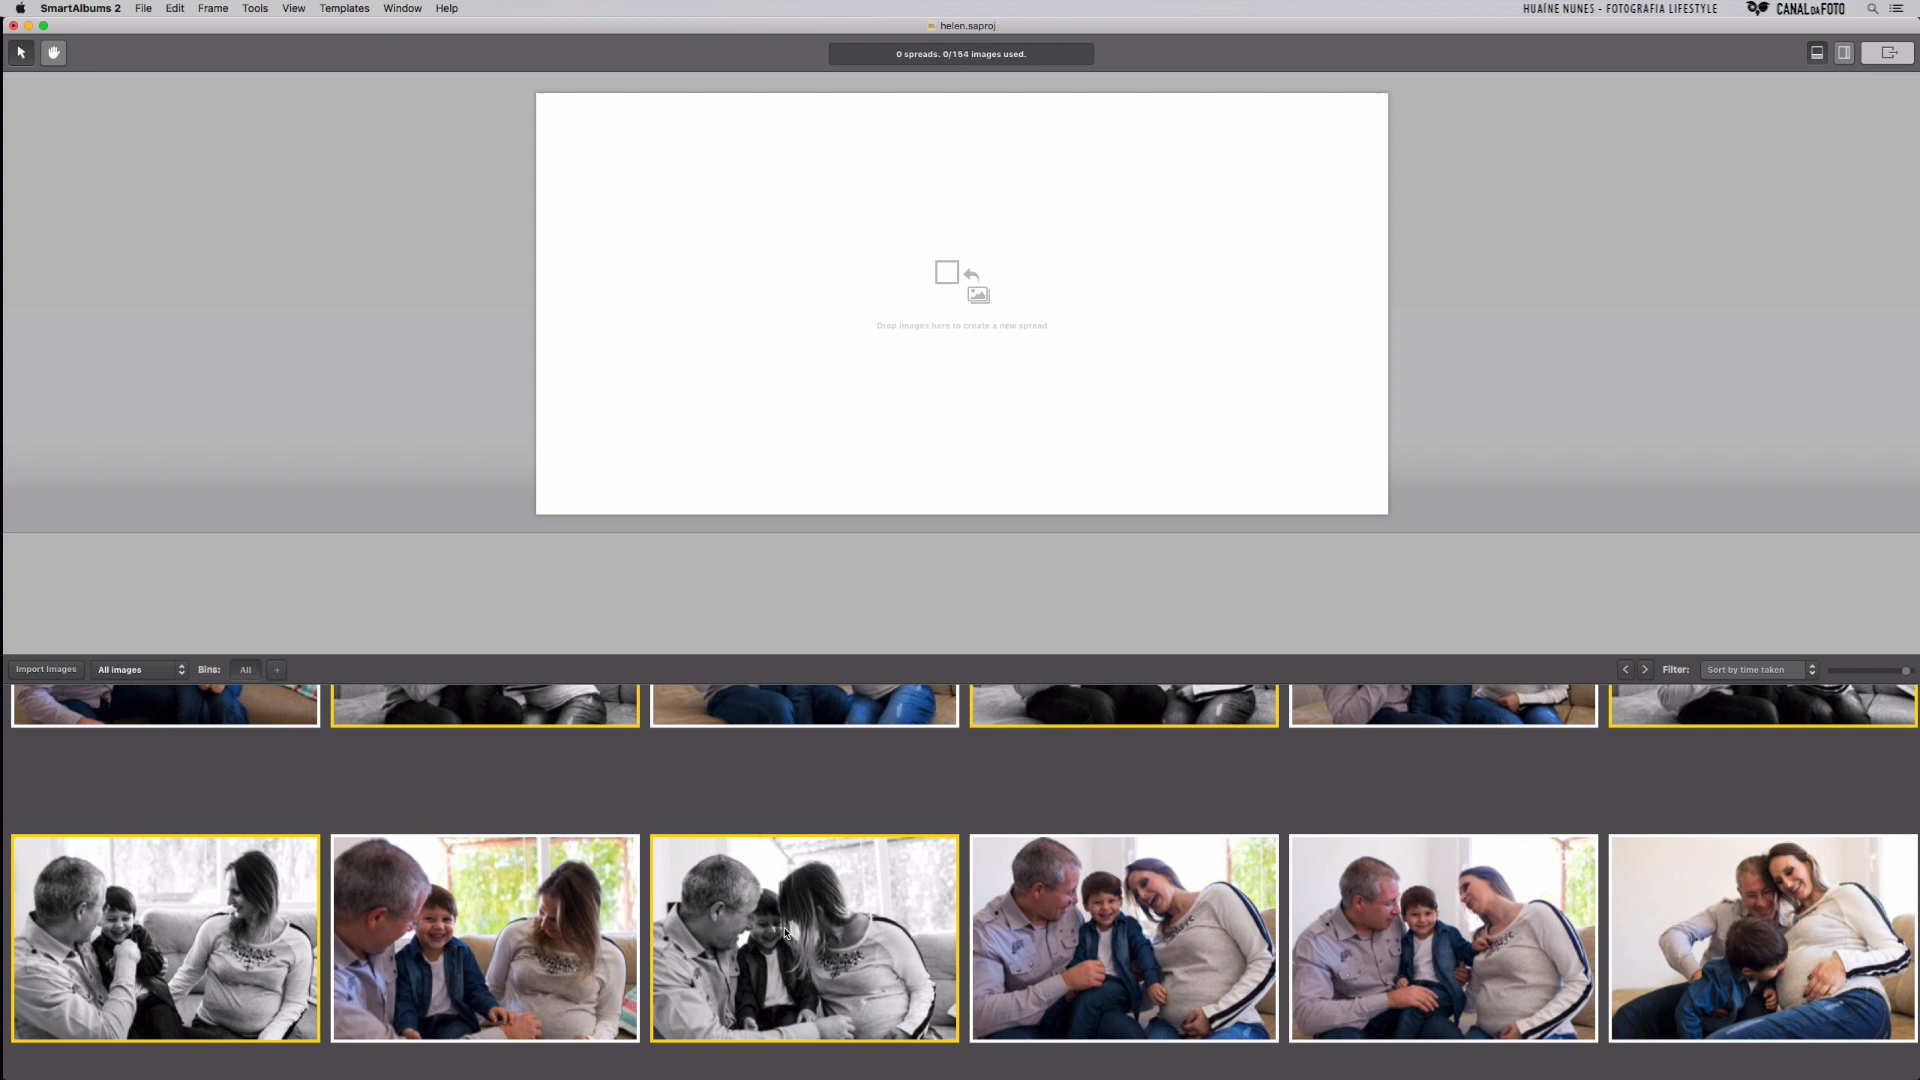 SmartAlbums 2 File Edit Frame Tools View Templates Window Help
HUAÍNE NUNES - FOTOGRAFIA LIFESTYLE CANAL DA FOTO
helen.saproj
0 spreads. 0/154 images used.
Drop images here to create a new spread
Import Images All images Bins: All + Filter: Sort by time taken